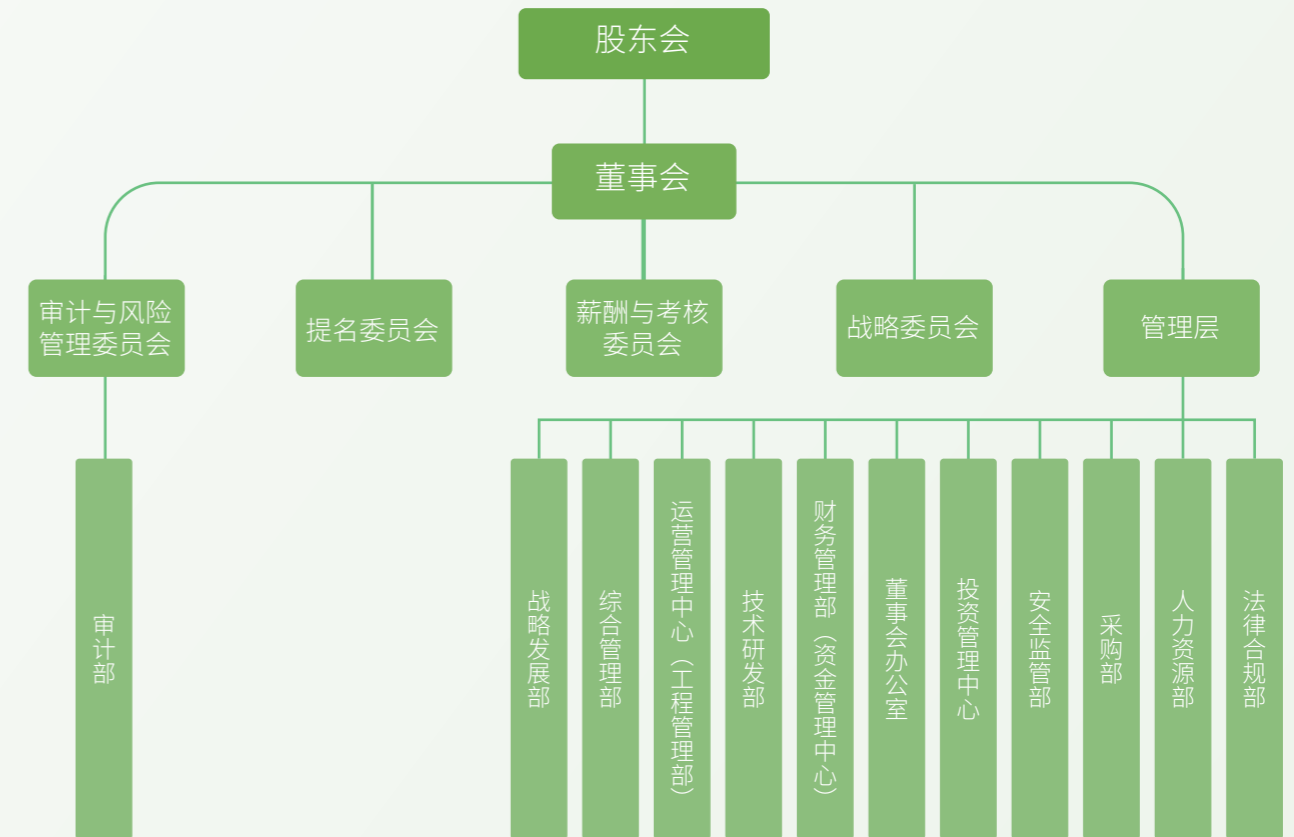 股东会
董事会
审计与风险
管理委员会
提名委员会
薪酬与考核
委员会
战略委员会
管理层
审计部
战略发展部
综合管理部
运营管理中心（工程管理部）
技术研发部
财务管理部（资金管理中心）
董事会办公室
投资管理中心
安全监管部
采购部
人力资源部
法律合规部